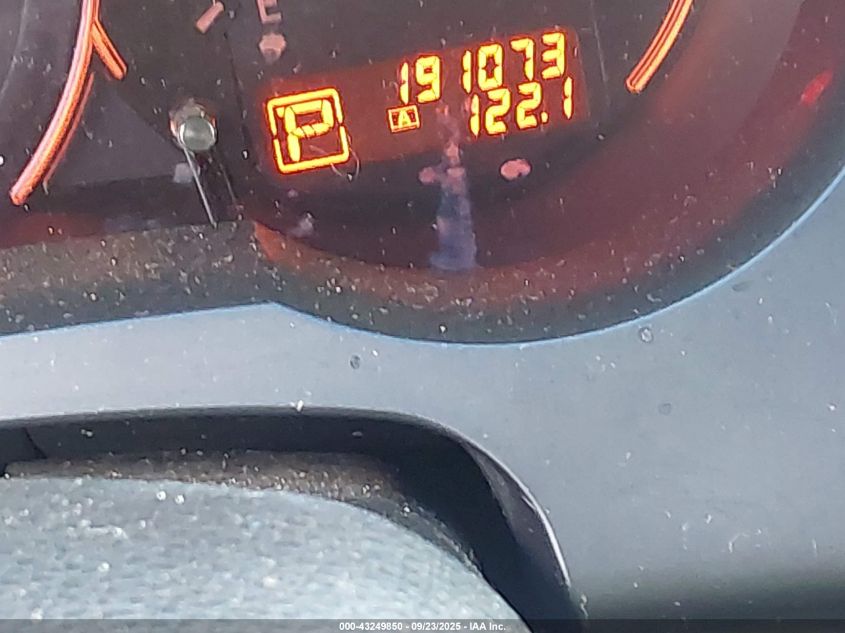 E
191073
P A 122.1
000-43249850 - 09/23/2025 - IAA Inc.